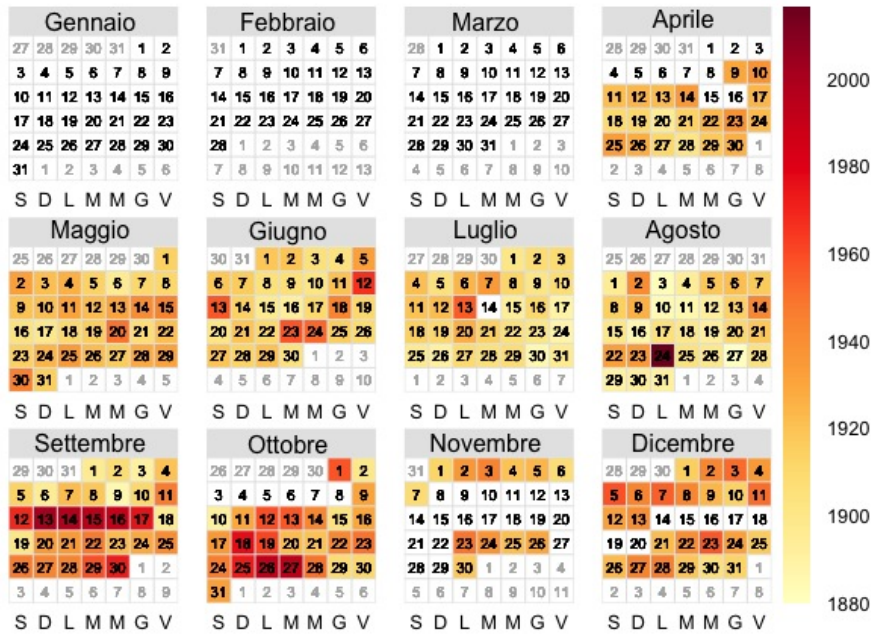 Gennaio
27 28 29 30 31 1 2
3 4 5 6 7 8 9
10 11 12 13 14 15 16
17 18 19 20 21 22 23
24 25 26 27 28 29 30
31 1 2 3 4 5 6
S D L M M G V
Febbraio
31 1 2 3 4 5 6
7 8 9 10 11 12 13
14 15 16 17 18 19 20
21 22 23 24 25 26 27
28 1 2 3 4 5 6
7 8 9 10 11 12 13
S D L M M G V
Marzo
28 1 2 3 4 5 6
7 8 9 10 11 12 13
14 15 16 17 18 19 20
21 22 23 24 25 26 27
28 29 30 31 1 2 3
4 5 6 7 8 9 10
S D L M M G V
Aprile
28 29 30 31 1 2 3
4 5 6 7 8 9 10
11 12 13 14 15 16 17
18 19 20 21 22 23 24
25 26 27 28 29 30 1
2 3 4 5 6 7 8
S D L M M G V
Maggio
25 26 27 28 29 30 1
2 3 4 5 6 7 8
9 10 11 12 13 14 15
16 17 18 19 20 21 22
23 24 25 26 27 28 29
30 31 1 2 3 4 5
S D L M M G V
Giugno
30 31 1 2 3 4 5
6 7 8 9 10 11 12
13 14 15 16 17 18 19
20 21 22 23 24 25 26
27 28 29 30 1 2 3
4 5 6 7 8 9 10
S D L M M G V
Luglio
27 28 29 30 1 2 3
4 5 6 7 8 9 10
11 12 13 14 15 16 17
18 19 20 21 22 23 24
25 26 27 28 29 30 31
1 2 3 4 5 6 7
S D L M M G V
Agosto
25 26 27 28 29 30 31
1 2 3 4 5 6 7
8 9 10 11 12 13 14
15 16 17 18 19 20 21
22 23 24 25 26 27 28
29 30 31 1 2 3 4
S D L M M G V
Settembre
29 30 31 1 2 3 4
5 6 7 8 9 10 11
12 13 14 15 16 17 18
19 20 21 22 23 24 25
26 27 28 29 30 1 2
3 4 5 6 7 8 9
S D L M M G V
Ottobre
26 27 28 29 30 1 2
3 4 5 6 7 8 9
10 11 12 13 14 15 16
17 18 19 20 21 22 23
24 25 26 27 28 29 30
31 1 2 3 4 5 6
S D L M M G V
Novembre
31 1 2 3 4 5 6
7 8 9 10 11 12 13
14 15 16 17 18 19 20
21 22 23 24 25 26 27
28 29 30 1 2 3 4
5 6 7 8 9 10 11
S D L M M G V
Dicembre
28 29 30 1 2 3 4
5 6 7 8 9 10 11
12 13 14 15 16 17 18
19 20 21 22 23 24 25
26 27 28 29 30 31 1
2 3 4 5 6 7 8
S D L M M G V
2000
1980
1960
1940
1920
1900
1880